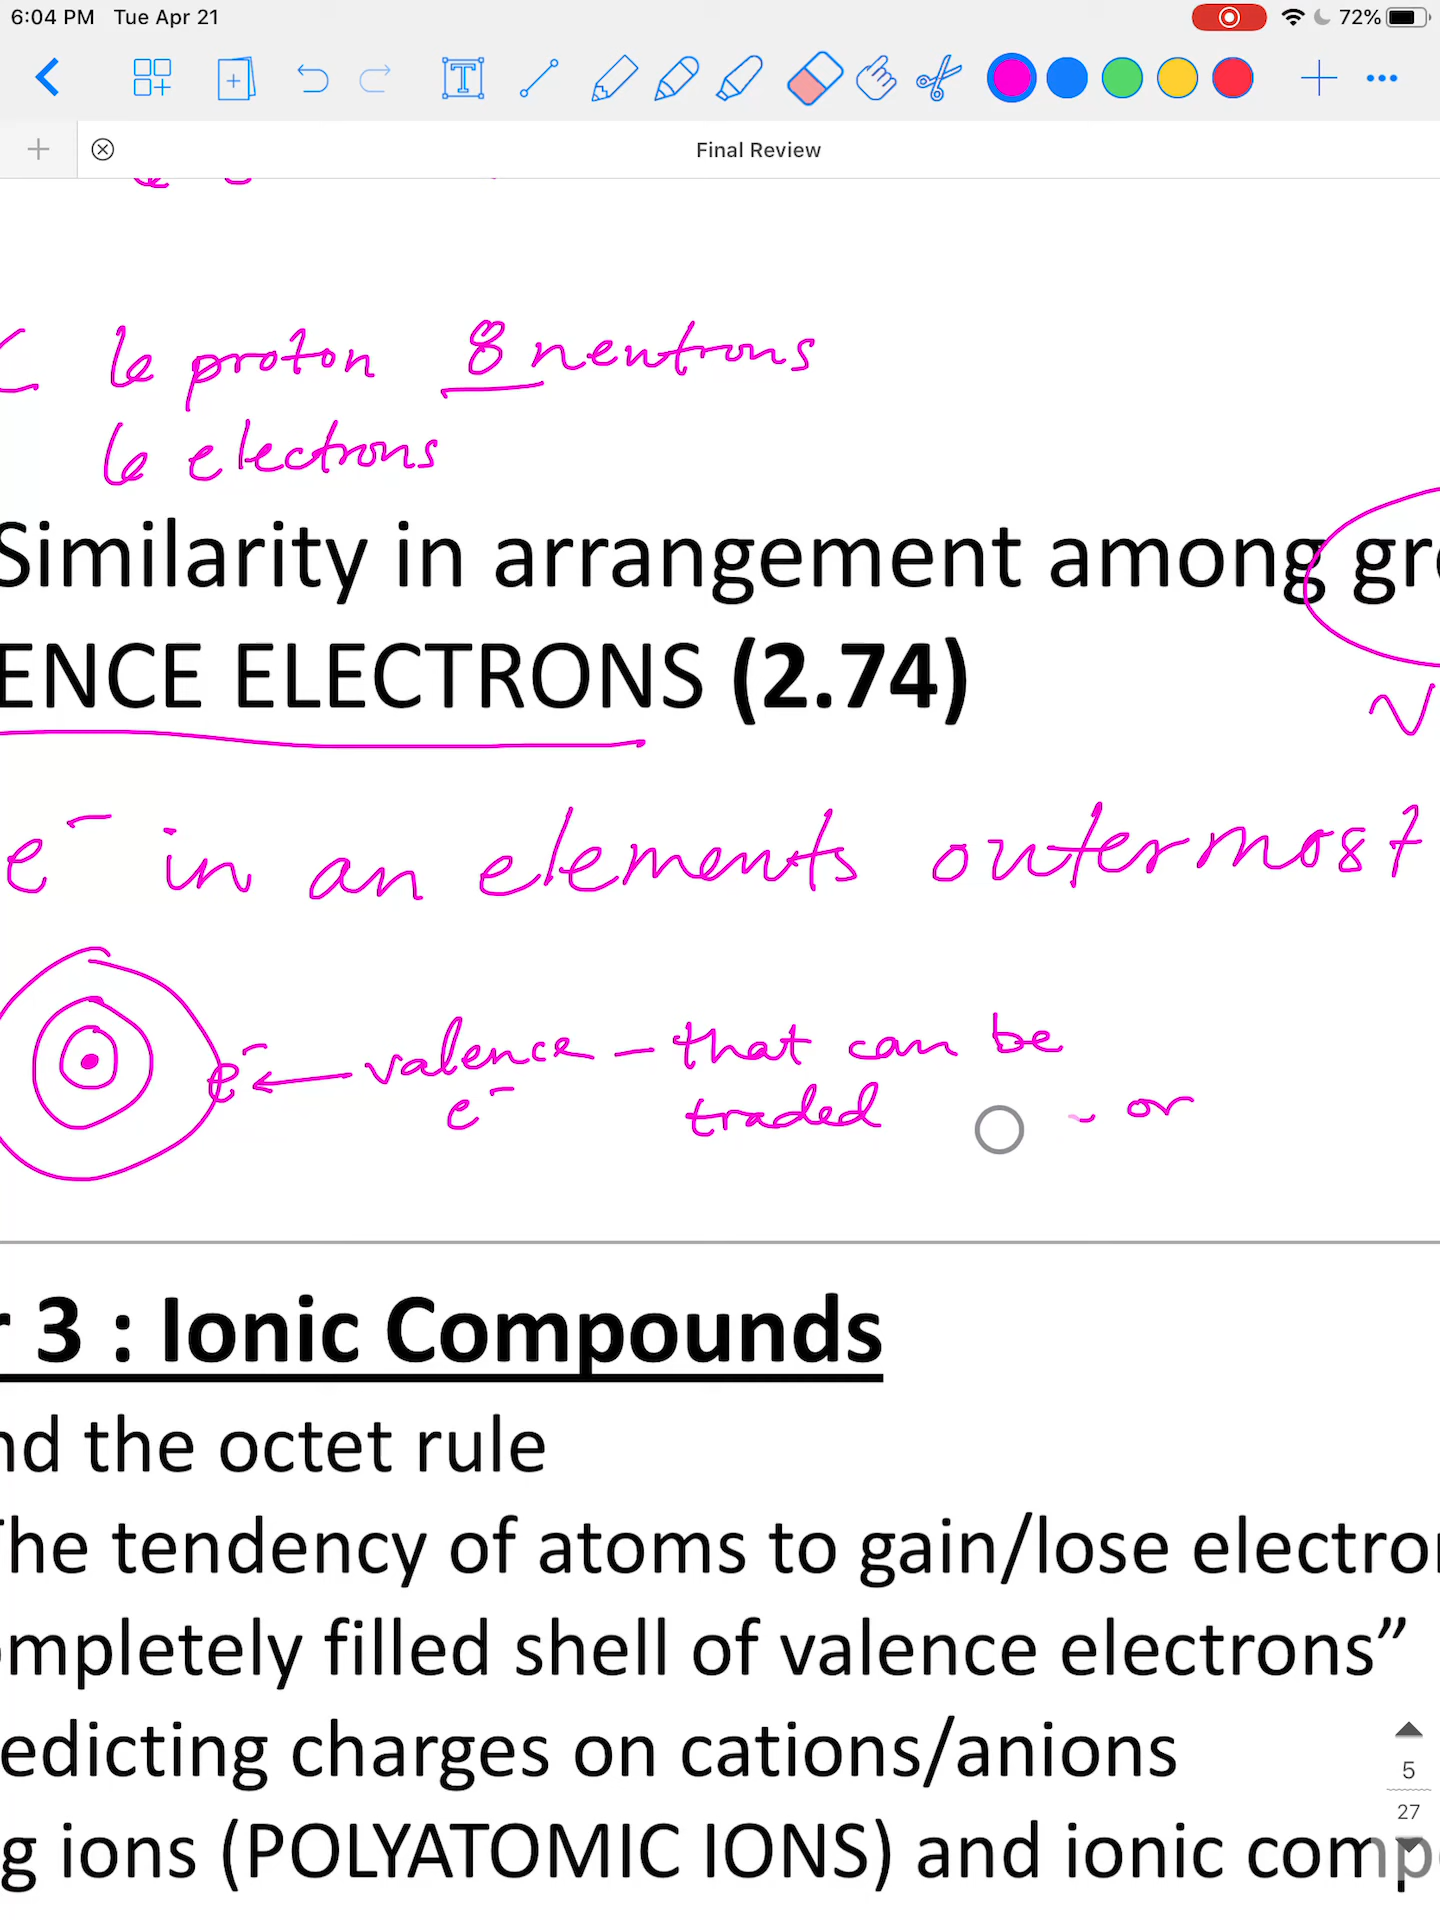 6:04 PM Tue Apr 21
72%
Final Review
C 6 proton 8 neutrons
6 electrons
Similarity in arrangement among gr
ENCE ELECTRONS (2.74)
e⁻ in an elements outermost
e⁻ ← valence – that can be
e⁻ traded or
r 3 : Ionic Compounds
nd the octet rule
The tendency of atoms to gain/lose electron
ompletely filled shell of valence electrons”
edicting charges on cations/anions
g ions (POLYATOMIC IONS) and ionic comp
5
27